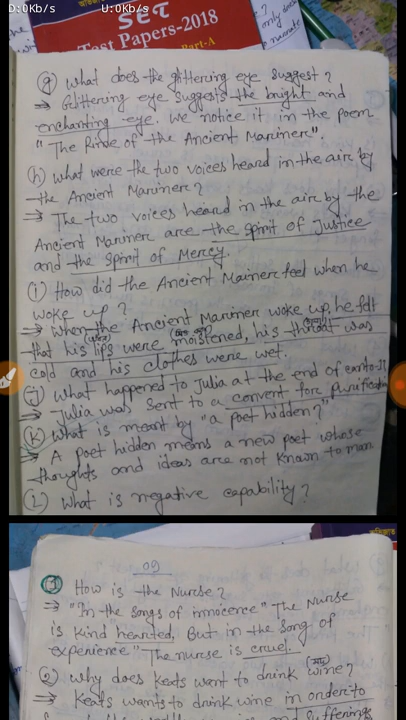 D:0Kb/s U:0Kb/s
SET
Test Papers-2018
Part-A
only
(g) What does the glittering eye suggest?
⇒ Glittering eye suggests the bright and
enchanting eye. We notice it in the poem
"The Rime of the Ancient Mariner".
(h) What were the two voices heard in the air by
the Ancient Mariner?
⇒ The two voices heard in the air by the
Ancient Mariner are the spirit of Justice
and the spirit of Mercy.
(i) How did the Ancient Mainer feel when he
woke up?
⇒ When the Ancient Mariner woke up, he felt
that his lips were moistened, his throat was
cold and his clothes were wet.
(j) What happened to Julia at the end of canto-I?
⇒ Julia was sent to a convent for purification
(k) What is meant by "a poet hidden?"
⇒ A poet hidden means a new poet whose
thoughts and ideas are not known to man
(L) What is negative capability?
09
(1) How is the Nurse?
⇒ "In the songs of innocence" The Nurse
is kind hearted. But in the song of
experience" The nurse is cruel.
(2) Why does Keats want to drink wine?
⇒ Keats wants to drink wine in order to
sufferings